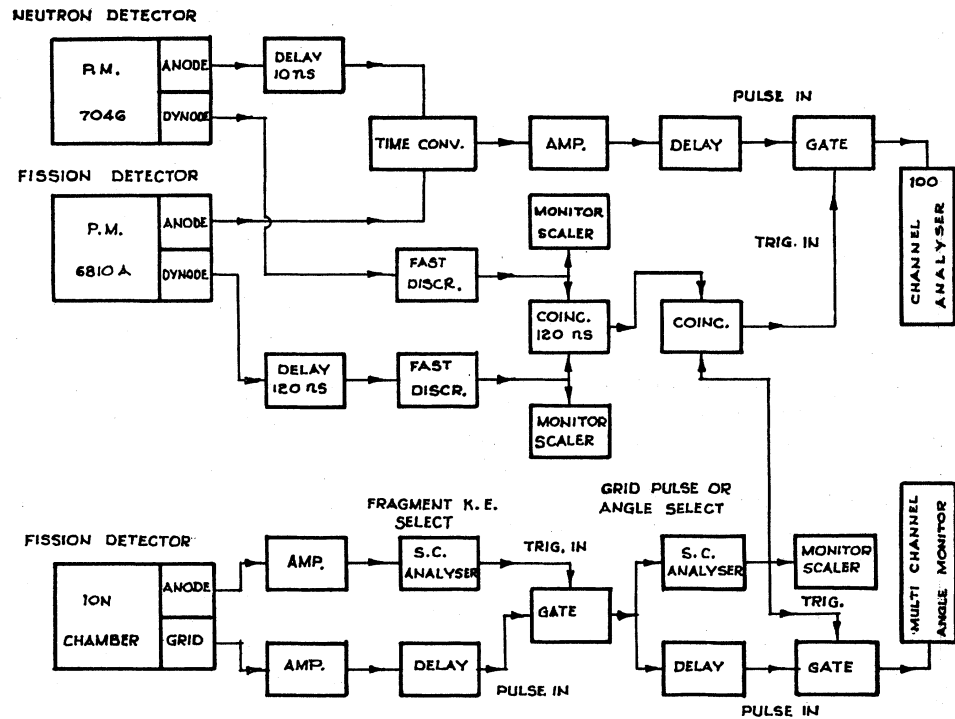 NEUTRON DETECTOR
P.M.
7046
ANODE
DYNODE
DELAY
10 ns
TIME CONV.
AMP.
DELAY
PULSE IN
GATE
100
CHANNEL
ANALYSER
FISSION DETECTOR
P.M.
6810 A
ANODE
DYNODE
MONITOR
SCALER
TRIG. IN
FAST
DISCR.
COINC.
120 ns
COINC.
DELAY
120 ns
FAST
DISCR.
MONITOR
SCALER
FRAGMENT K.E.
SELECT
GRID PULSE OR
ANGLE SELECT
FISSION DETECTOR
ION
CHAMBER
ANODE
GRID
AMP.
S.C.
ANALYSER
TRIG. IN
GATE
S.C.
ANALYSER
MONITOR
SCALER
TRIG.
AMP.
DELAY
PULSE IN
DELAY
PULSE IN
GATE
MULTI CHANNEL
ANGLE MONITOR